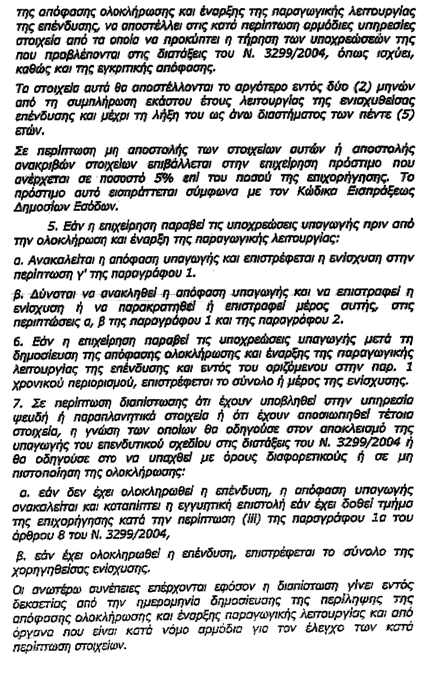 της απόφασης ολοκλήρωσης και έναρξης της παραγωγικής λειτουργίας
της επένδυσης, να αποστέλλει στις κατά περίπτωση αρμόδιες υπηρεσίες
στοιχεία από τα οποία να προκύπτει η τήρηση των υποχρεώσεών της
που προβλέπονται στις διατάξεις του Ν. 3299/2004, όπως ισχύει,
καθώς και της εγκριτικής απόφασης.
Τα στοιχεία αυτά θα αποστέλλονται το αργότερο εντός δύο (2) μηνών
από τη συμπλήρωση εκάστου έτους λειτουργίας της ενισχυθείσας
επένδυσης και μέχρι τη λήξη του ως άνω διαστήματος των πέντε (5)
ετών.
Σε περίπτωση μη αποστολής των στοιχείων αυτών ή αποστολής
ανακριβών στοιχείων επιβάλλεται στην επιχείρηση πρόστιμο που
ανέρχεται σε ποσοστό 5% επί του ποσού της επιχορήγησης. Το
πρόστιμο αυτό εισπράττεται σύμφωνα με τον Κώδικα Εισπράξεως
Δημοσίων Εσόδων.
5. Εάν η επιχείρηση παραβεί τις υποχρεώσεις υπαγωγής πριν από
την ολοκλήρωση και έναρξη της παραγωγικής λειτουργίας:
α. Ανακαλείται η απόφαση υπαγωγής και επιστρέφεται η ενίσχυση στην
περίπτωση γ' της παραγράφου 1.
β. Δύναται να ανακληθεί η απόφαση υπαγωγής και να επιστραφεί η
ενίσχυση ή να παρακρατηθεί ή επιστραφεί μέρος αυτής, στις
περιπτώσεις α, β της παραγράφου 1 και της παραγράφου 2.
6. Εάν η επιχείρηση παραβεί τις υποχρεώσεις υπαγωγής μετά τη
δημοσίευση της απόφασης ολοκλήρωσης και έναρξης της παραγωγικής
λειτουργίας της επένδυσης και εντός του οριζόμενου στην παρ. 1
χρονικού περιορισμού, επιστρέφεται το σύνολο ή μέρος της ενίσχυσης.
7. Σε περίπτωση διαπίστωσης ότι έχουν υποβληθεί στην υπηρεσία
ψευδή ή παραπλανητικά στοιχεία ή ότι έχουν αποσιωπηθεί τέτοια
στοιχεία, η γνώση των οποίων θα οδηγούσε στον αποκλεισμό της
υπαγωγής του επενδυτικού σχεδίου στις διατάξεις του Ν. 3299/2004 ή
θα οδηγούσε στο να υπαχθεί με όρους διαφορετικούς ή σε μη
πιστοποίηση της ολοκλήρωσης:
α. εάν δεν έχει ολοκληρωθεί η επένδυση, η απόφαση υπαγωγής
ανακαλείται και καταπίπτει η εγγυητική επιστολή εάν έχει δοθεί τμήμα
της επιχορήγησης κατά την περίπτωση (iii) της παραγράφου 1α του
άρθρου 8 του Ν. 3299/2004,
β. εάν έχει ολοκληρωθεί η επένδυση, επιστρέφεται το σύνολο της
χορηγηθείσας ενίσχυσης.
Οι ανωτέρω συνέπειες επέρχονται εφόσον η διαπίστωση γίνει εντός
δεκαετίας από την ημερομηνία δημοσίευσης της περίληψης της
απόφασης ολοκλήρωσης και έναρξης παραγωγικής λειτουργίας και από
όργανα που είναι κατά νόμο αρμόδια για τον έλεγχο των κατά
περίπτωση στοιχείων.